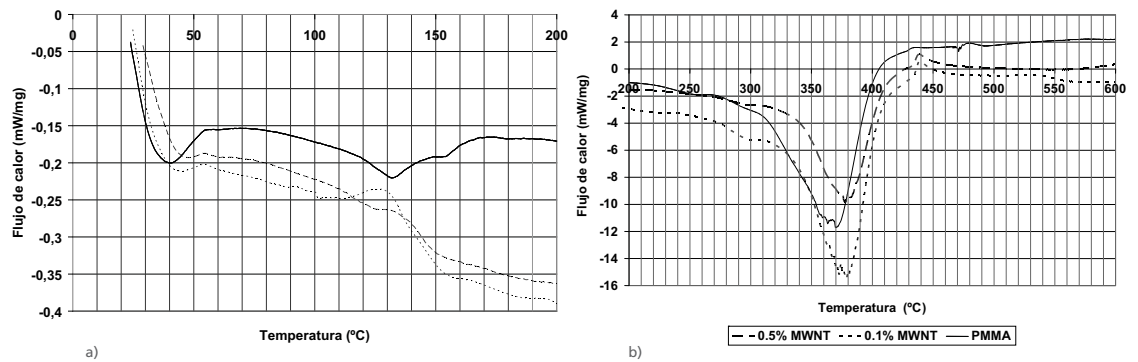 0
-0,05
-0,1
-0,15
-0,2
-0,25
-0,3
-0,35
-0,4
0 50 100 150 200
Flujo de calor (mW/mg)
Temperatura (ºC)
a)
4
2
0
-2
-4
-6
-8
-10
-12
-14
-16
200 250 300 350 400 450 500 550 600
Flujo de calor (mW/mg)
Temperatura (ºC)
0.5% MWNT 0.1% MWNT PMMA
b)